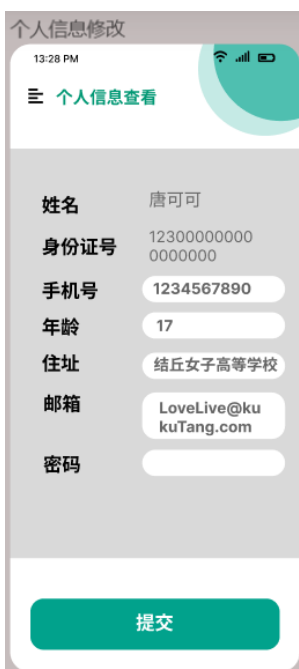 个人信息修改
13:28 PM
个人信息查看
姓名 唐可可
身份证号 12300000000
0000000
手机号 1234567890
年龄 17
住址 结丘女子高等学校
邮箱 LoveLive@ku
kuTang.com
密码
提交